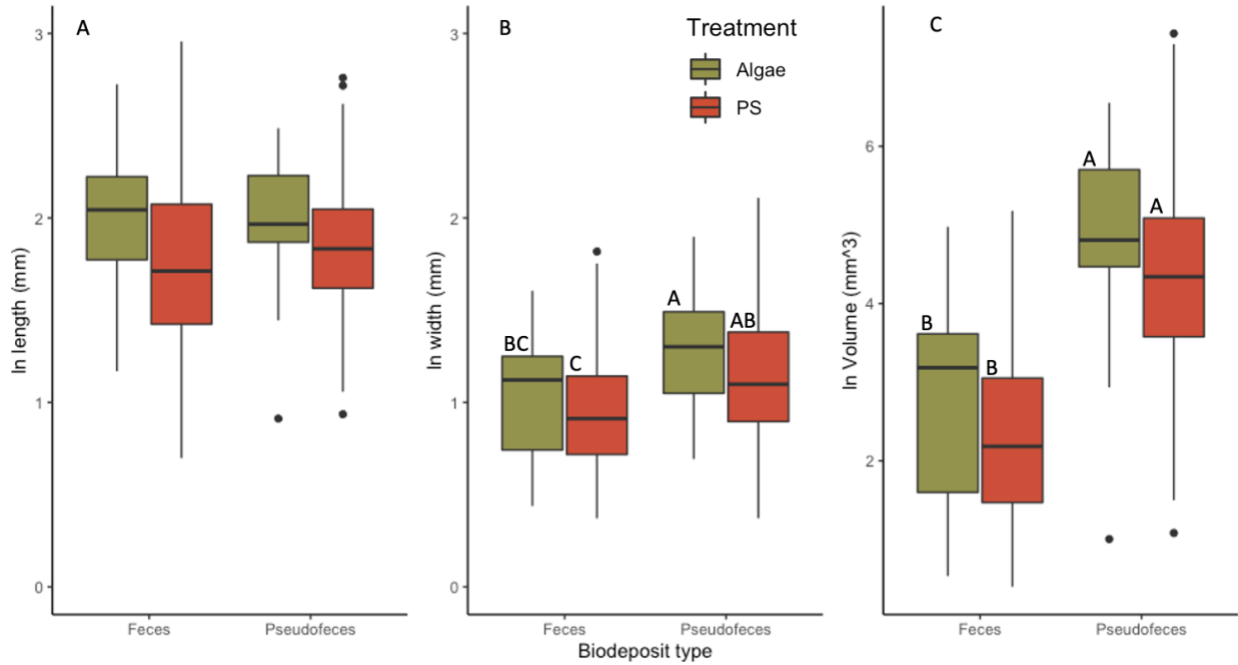 A
ln length (mm)
3
2
1
0
Feces
Pseudofeces
B
Treatment
Algae
PS
ln width (mm)
3
2
1
0
BC
C
A
AB
Feces
Pseudofeces
Biodeposit type
C
ln Volume (mm^3)
6
4
2
B
B
A
A
Feces
Pseudofeces